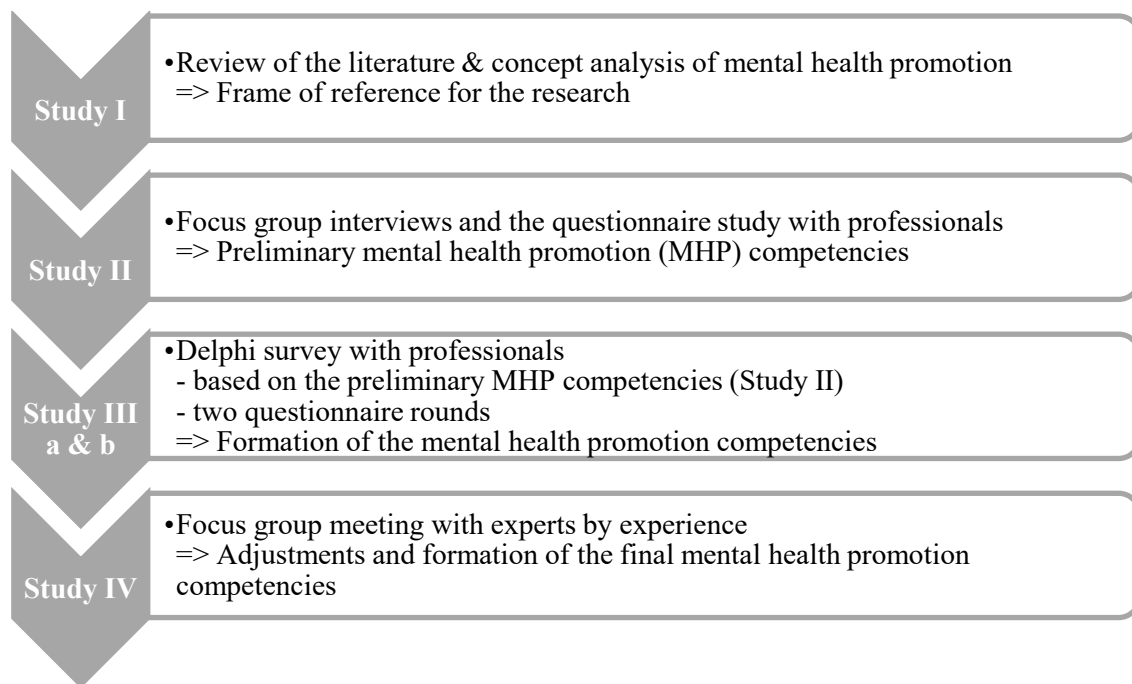 Study I
•Review of the literature & concept analysis of mental health promotion
=> Frame of reference for the research
Study II
•Focus group interviews and the questionnaire study with professionals
=> Preliminary mental health promotion (MHP) competencies
Study III
a & b
•Delphi survey with professionals
- based on the preliminary MHP competencies (Study II)
- two questionnaire rounds
=> Formation of the mental health promotion competencies
Study IV
•Focus group meeting with experts by experience
=> Adjustments and formation of the final mental health promotion
competencies